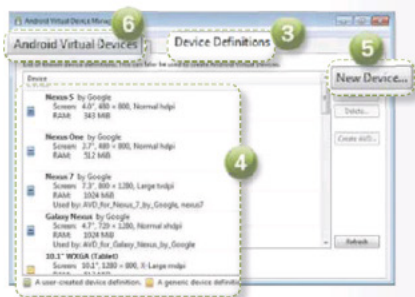 Android Virtual Device Manag
6
Android Virtual Devices
Device Definitions
3
5
New Device...
Device
Nexus S by Google
Screen: 4.0", 480 × 800, Normal hdpi
RAM: 343 MiB
Delete...
Nexus One by Google
Screen: 3.7", 480 × 800, Normal hdpi
RAM: 512 MiB
Create AVD...
4
Nexus 7 by Google
Screen: 7.3", 800 × 1280, Large tvdpi
RAM: 1024 MiB
Used by: AVD_for_Nexus_7_by_Google, nexus7
Galaxy Nexus by Google
Screen: 4.7", 720 × 1280, Normal xhdpi
RAM: 1024 MiB
Used by: AVD_for_Galaxy_Nexus_by_Google
Refresh
10.1" WXGA (Tablet)
Screen: 10.1", 1280 × 800, X-Large mdpi
A user-created device definition.
A generic device definitio